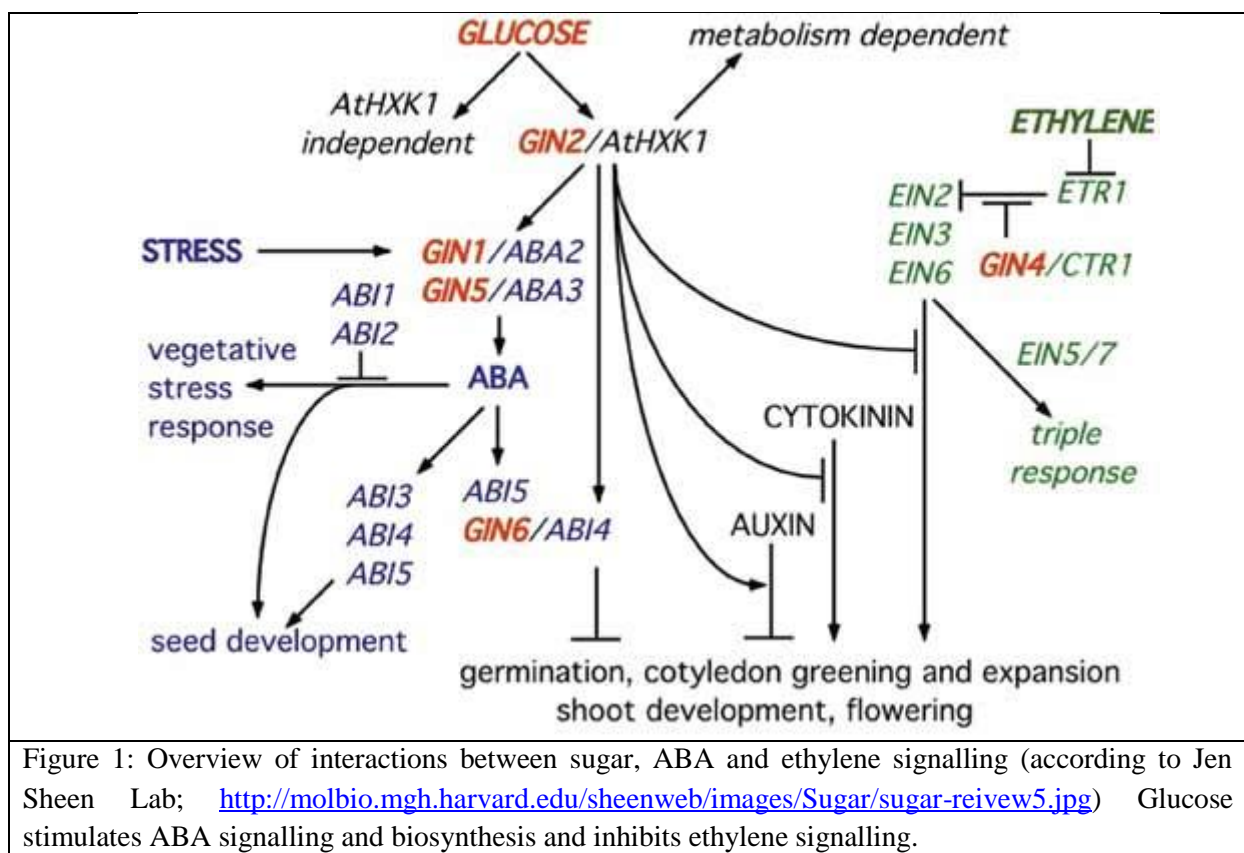 GLUCOSE
metabolism dependent
AtHXK1
independent
GIN2/AtHXK1
ETHYLENE
EIN2
ETR1
EIN3
EIN6
GIN4/CTR1
STRESS
GIN1/ABA2
GIN5/ABA3
ABI1
ABI2
vegetative
stress
response
ABA
EIN5/7
CYTOKININ
triple
response
ABI3
ABI4
ABI5
ABI5
GIN6/ABI4
AUXIN
seed development
germination, cotyledon greening and expansion
shoot development, flowering
Figure 1: Overview of interactions between sugar, ABA and ethylene signalling (according to Jen
Sheen Lab; http://molbio.mgh.harvard.edu/sheenweb/images/Sugar/sugar-reivew5.jpg) Glucose
stimulates ABA signalling and biosynthesis and inhibits ethylene signalling.